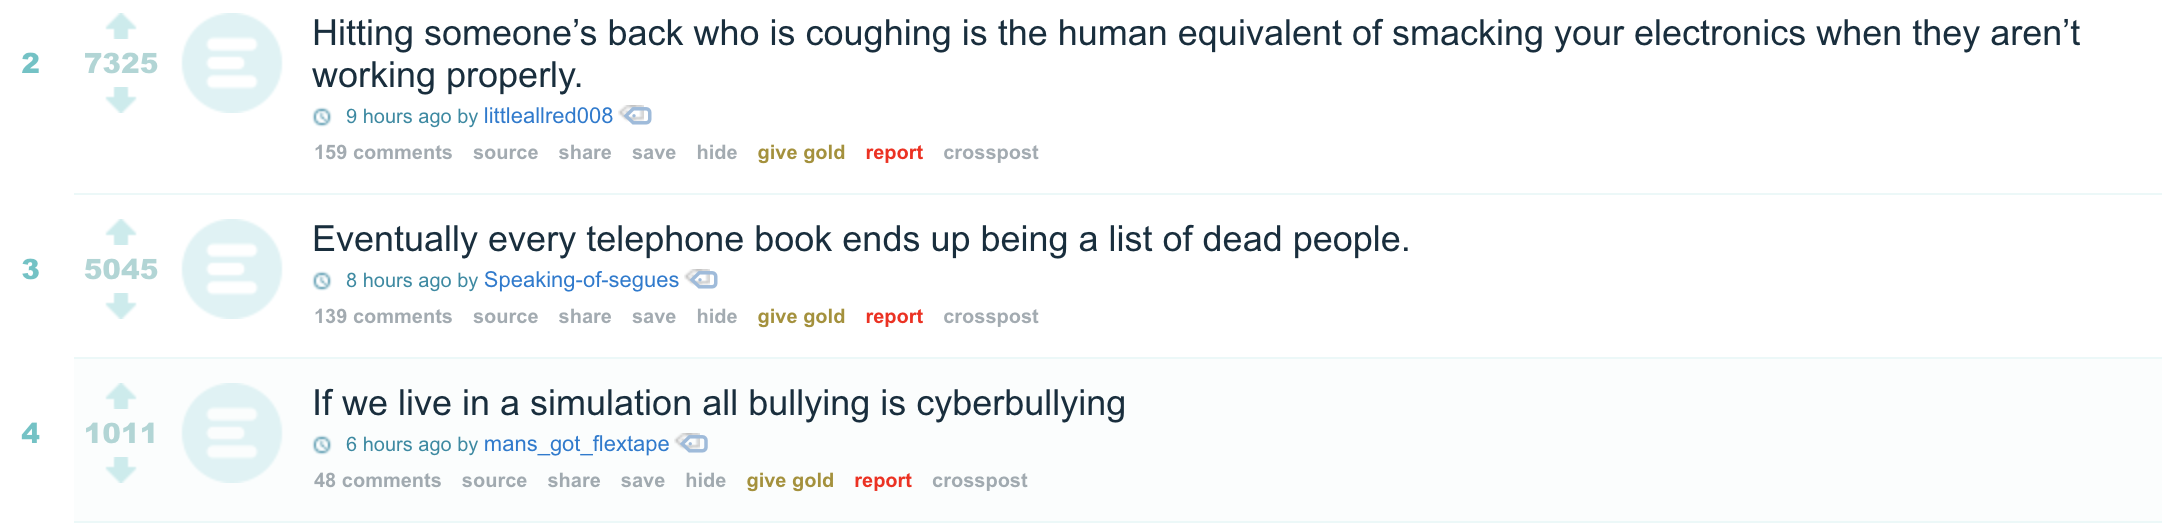 2
7325
Hitting someone’s back who is coughing is the human equivalent of smacking your electronics when they aren’t
working properly.
9 hours ago by littleallred008
159 comments source share save hide give gold report crosspost
3
5045
Eventually every telephone book ends up being a list of dead people.
8 hours ago by Speaking-of-segues
139 comments source share save hide give gold report crosspost
4
1011
If we live in a simulation all bullying is cyberbullying
6 hours ago by mans_got_flextape
48 comments source share save hide give gold report crosspost